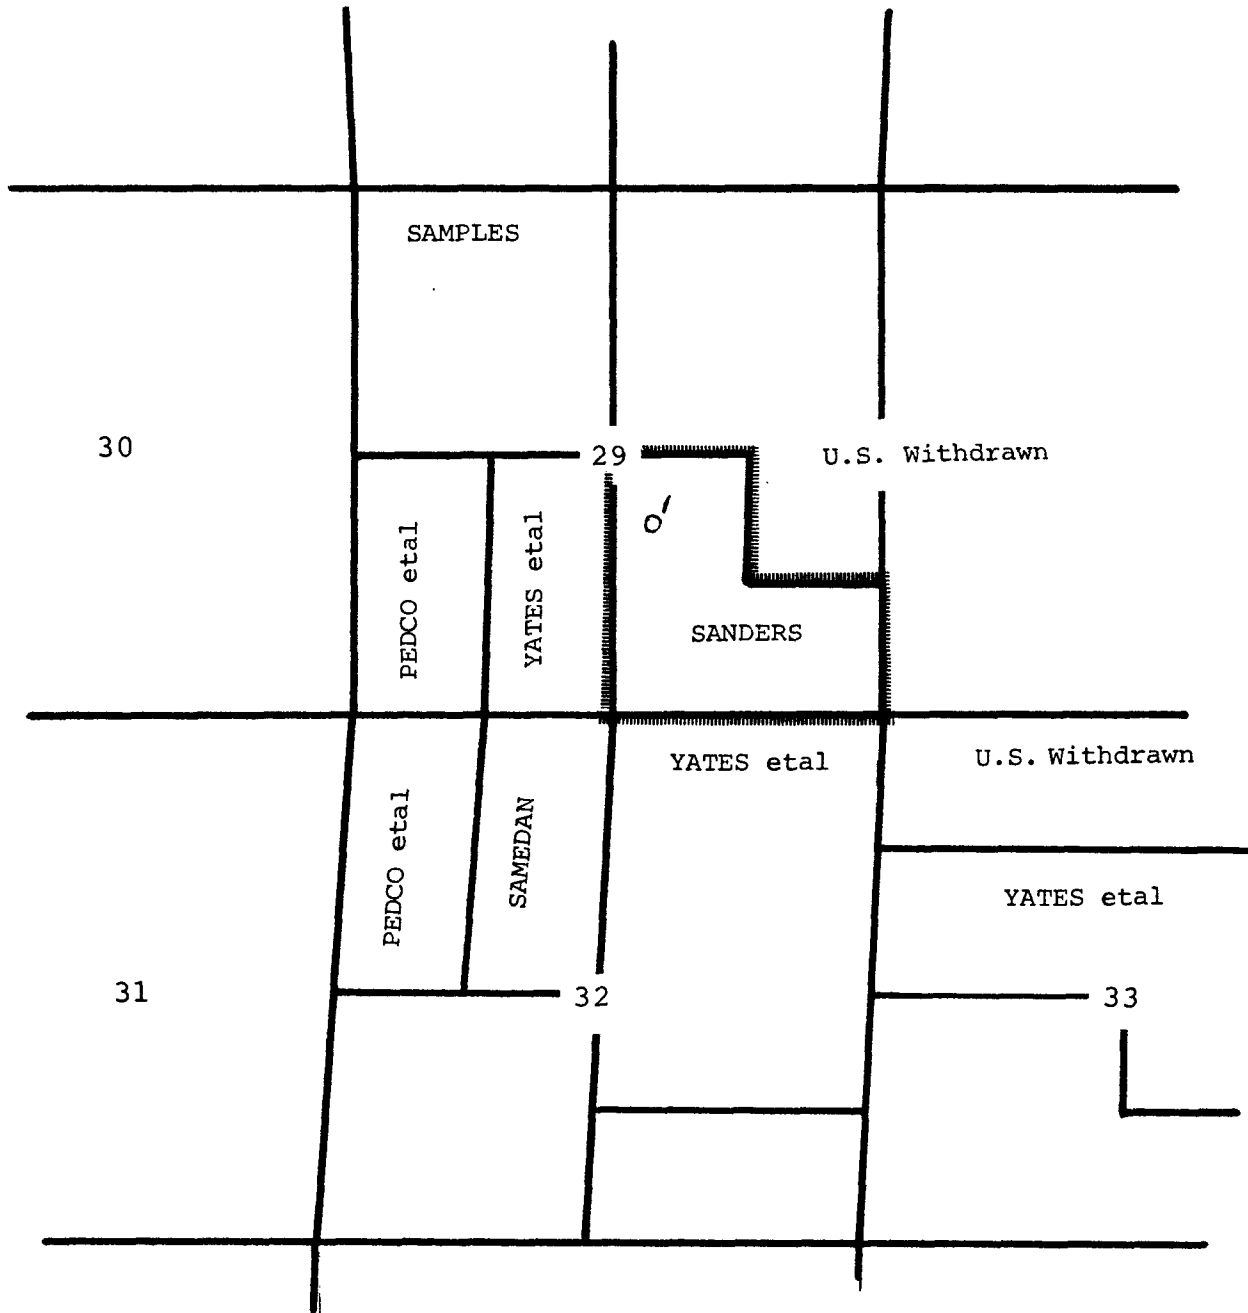 SAMPLES
30
29
U.S. Withdrawn
O'
PEDCO etal
YATES etal
SANDERS
YATES etal
U.S. Withdrawn
PEDCO etal
SAMEDAN
YATES etal
31
32
33